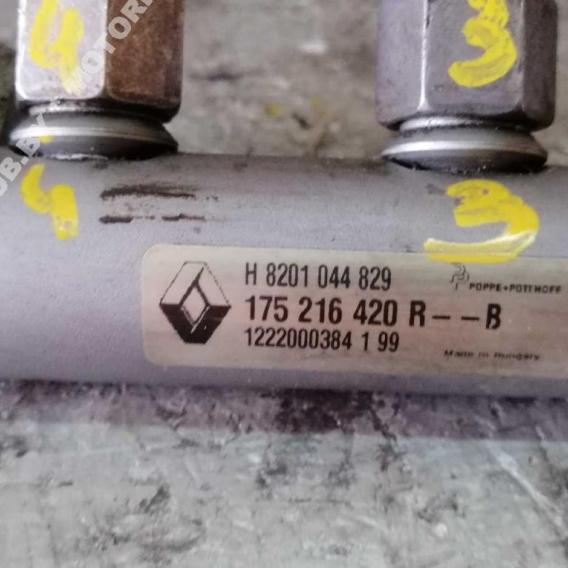 4
3
4
3
H 8201 044 829
POPPE+POTTHOFF
175 216 420 R--B
1222000384 1 99
Made in Hungary